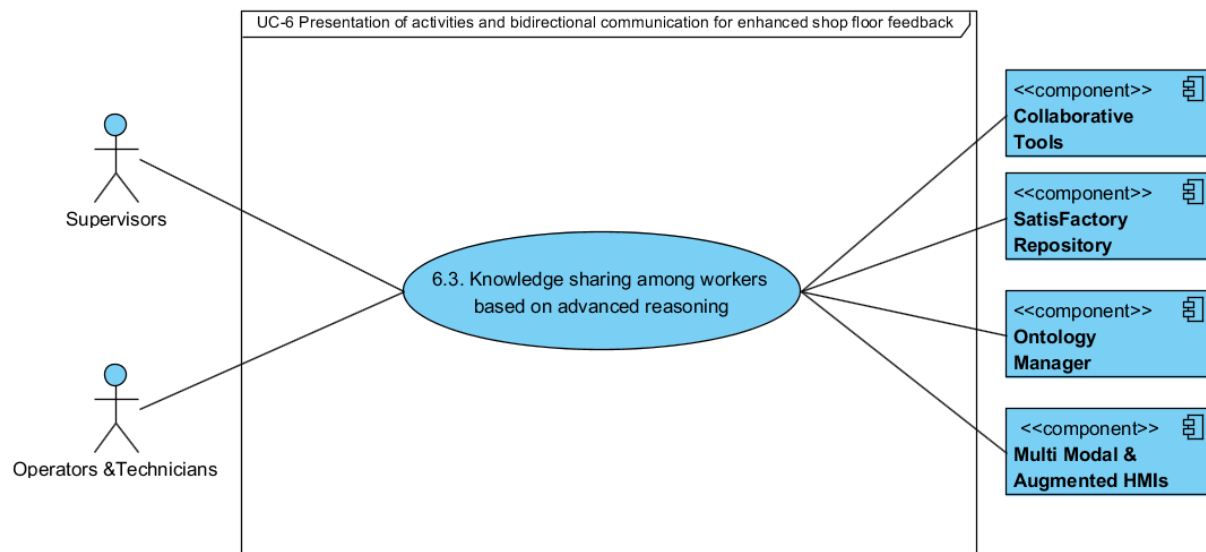 UC-6 Presentation of activities and bidirectional communication for enhanced shop floor feedback
Supervisors
Operators &Technicians
6.3. Knowledge sharing among workers
based on advanced reasoning
<<component>>
Collaborative
Tools
<<component>>
SatisFactory
Repository
<<component>>
Ontology
Manager
<<component>>
Multi Modal &
Augmented HMIs